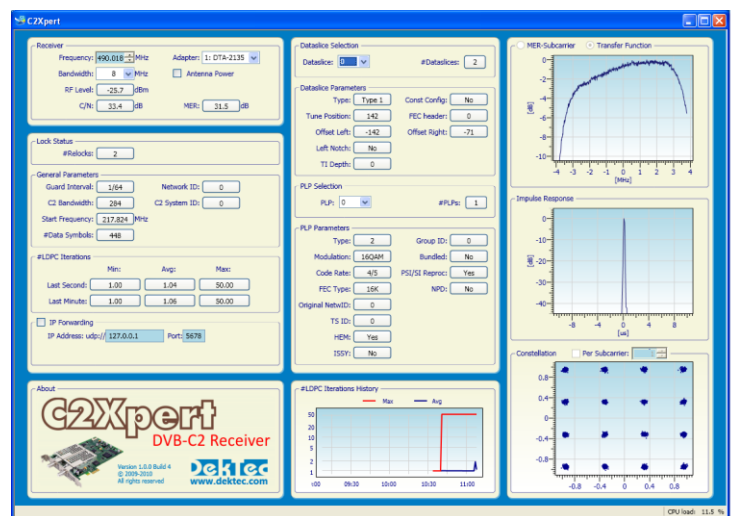 C2Xpert
Receiver
Frequency: 490.018 MHz Adapter: 1: DTA-2135
Bandwidth: 8 MHz Antenna Power
RF Level: -25.7 dBm
C/N: 33.4 dB MER: 31.5 dB
Lock Status
#Relocks: 2
General Parameters
Guard Interval: 1/64 Network ID: 0
C2 Bandwidth: 284 C2 System ID: 0
Start Frequency: 217.824 MHz
#Data Symbols: 448
#LDPC Iterations
Min: Avg: Max:
Last Second: 1.00 1.04 50.00
Last Minute: 1.00 1.06 50.00
IP Forwarding
IP Address: udp:// 127.0.0.1 Port: 5678
About
C2Xpert
DVB-C2 Receiver
Version 1.0.0 Build 4
© 2009-2010
All rights reserved
DekTec
www.dektec.com
Dataslice Selection
Dataslice: 0 #Dataslices: 2
Dataslice Parameters
Type: Type 1 Const Config: No
Tune Position: 142 FEC header: 0
Offset Left: -142 Offset Right: -71
Left Notch: No
TI Depth: 0
PLP Selection
PLP: 0 #PLPs: 1
PLP Parameters
Type: 2 Group ID: 0
Modulation: 16QAM Bundled: No
Code Rate: 4/5 PSI/SI Reproc: Yes
FEC Type: 16K NPD: No
Original NetwID: 0
TS ID: 0
HEM: Yes
ISSY: No
#LDPC Iterations History
Max Avg
50
20
10
5
2
1
:00 09:30 10:00 10:30 11:00
MER-Subcarrier Transfer Function
0
-2
-4
-6
-8
-10
[dB]
-4 -3 -2 -1 0 1 2 3 4
[MHz]
Impulse Response
0
-10
-20
-30
-40
[dB]
-8 -4 0 4 8
[us]
Constellation Per Subcarrier:
0.8
0.4
0
-0.4
-0.8
-0.8 -0.4 0 0.4 0.8
CPU load: 11.5 %